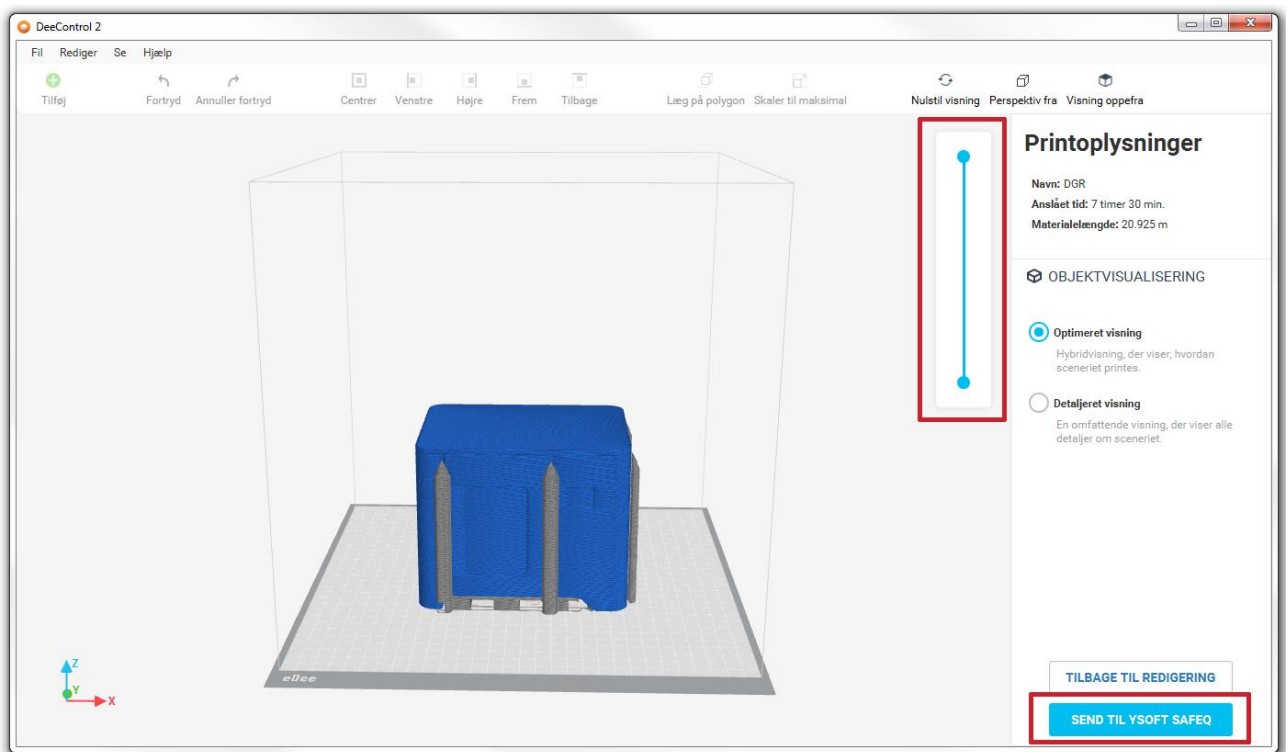 DeeControl 2
Fil Rediger Se Hjælp
Tilføj Fortryd Annuller fortryd Centrer Venstre Højre Frem Tilbage Læg på polygon Skaler til maksimal Nulstil visning Perspektiv fra Visning oppefra
Printoplysninger
Navn: DGR
Anslået tid: 7 timer 30 min.
Materialelængde: 20.925 m
OBJEKTVISUALISERING
Optimeret visning
Hybridvisning, der viser, hvordan
sceneriet printes.
Detaljeret visning
En omfattende visning, der viser alle
detaljer om sceneriet.
Z
Y
X
eDee
TILBAGE TIL REDIGERING
SEND TIL YSOFT SAFEQ